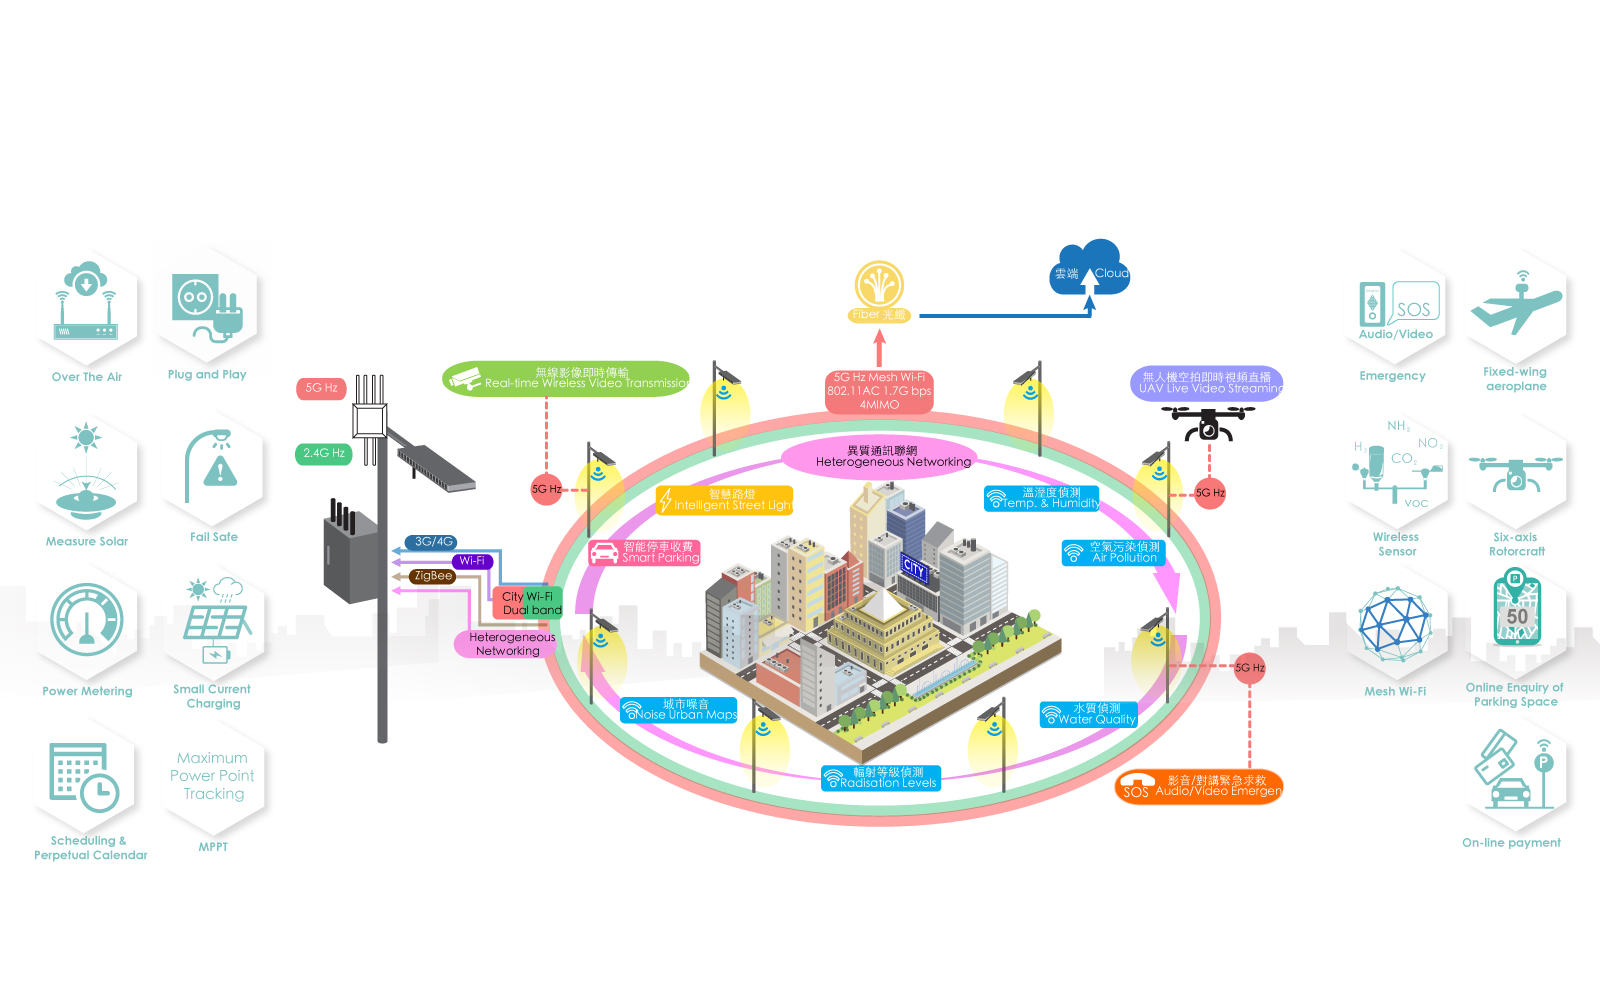 Over The Air
Plug and Play
Measure Solar
Fail Safe
Power Metering
Small Current
Charging
Scheduling &
Perpetual Calendar
Maximum
Power Point
Tracking
MPPT
5G Hz
2.4G Hz
3G/4G
Wi-Fi
ZigBee
City Wi-Fi
Dual band
Heterogeneous
Networking
無線影像即時傳輸
Real-time Wireless Video Transmission
5G Hz
Fiber 光纖
雲端 Cloud
5G Hz Mesh Wi-Fi
802.11AC 1.7G bps
4MIMO
無人機空拍即時視頻直播
UAV Live Video Streaming
5G Hz
異質通訊聯網
Heterogeneous Networking
智慧路燈
Intelligent Street Light
溫溼度偵測
Temp. & Humidity
智能停車收費
Smart Parking
空氣污染偵測
Air Pollution
CITY
城市噪音
Noise Urban Maps
水質偵測
Water Quality
輻射等級偵測
Radisation Levels
5G Hz
影音/對講緊急求救
SOS Audio/Video Emergen
SOS
Audio/Video
Emergency
Fixed-wing
aeroplane
NH3
H2
NO2
CO2
VOC
Wireless
Sensor
Six-axis
Rotorcraft
Mesh Wi-Fi
P
50
Online Enquiry of
Parking Space
P
On-line payment